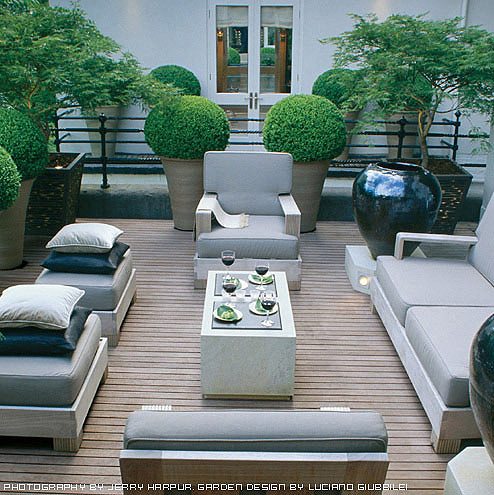 PHOTOGRAPHY BY JERRY HARPUR. GARDEN DESIGN BY LUCIANO GIUBBILEI